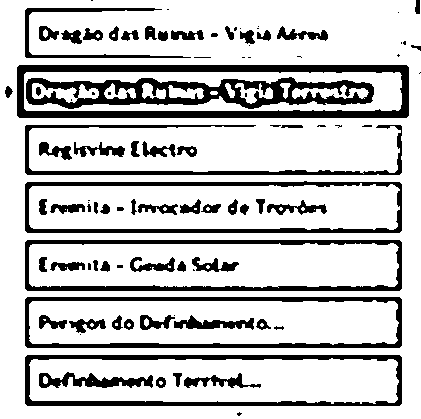 Dragão das Ruínas - Vigia Aérea
Dragão das Ruínas - Vigia Terrestre
Regisvine Electro
Eremita - Invocador de Trovões
Eremita - Geada Solar
Perigos do Definhamento...
Definhamento Terrível...